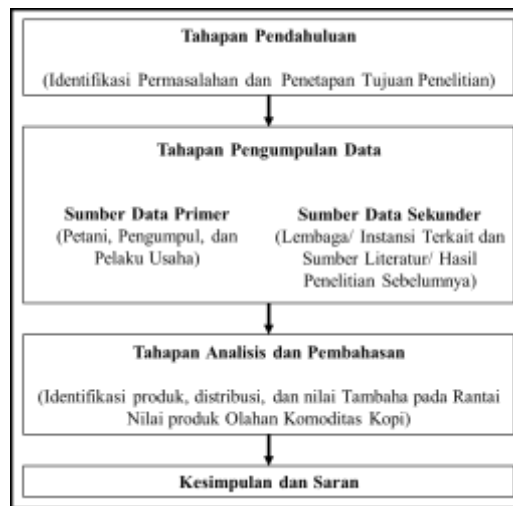 Tahapan Pendahuluan
(Identifikasi Permasalahan dan Penetapan Tujuan Penelitian)
Tahapan Pengumpulan Data
Sumber Data Primer
(Petani, Pengumpul, dan
Pelaku Usaha)
Sumber Data Sekunder
(Lembaga/ Instansi Terkait dan
Sumber Literatur/ Hasil
Penelitian Sebelumnya)
Tahapan Analisis dan Pembahasan
(Identifikasi produk, distribusi, dan nilai Tambaha pada Rantai
Nilai produk Olahan Komoditas Kopi)
Kesimpulan dan Saran